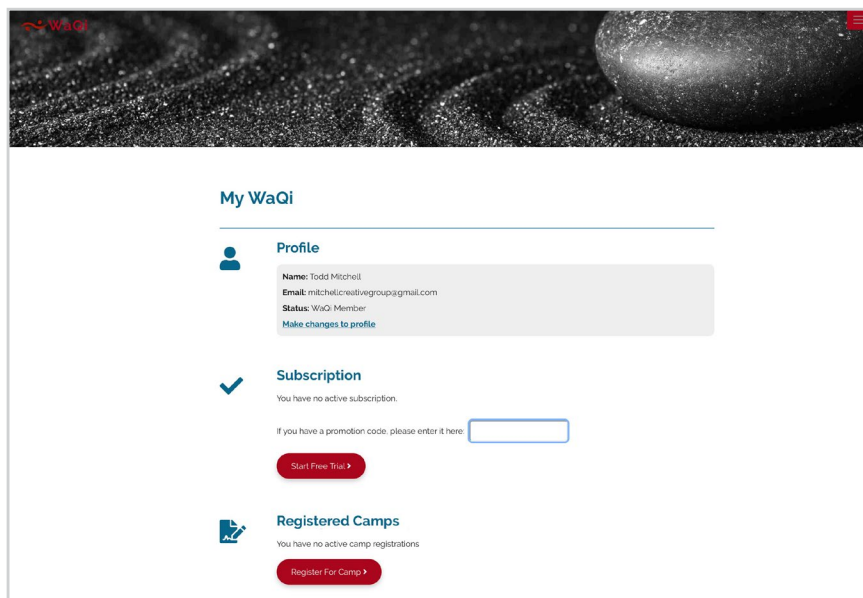 WaQi
My WaQi
Profile
Name: Todd Mitchell
Email: mitchellcreativegroup@gmail.com
Status: WaQi Member
Make changes to profile
Subscription
You have no active subscription.
If you have a promotion code, please enter it here:
Start Free Trial
Registered Camps
You have no active camp registrations
Register For Camp